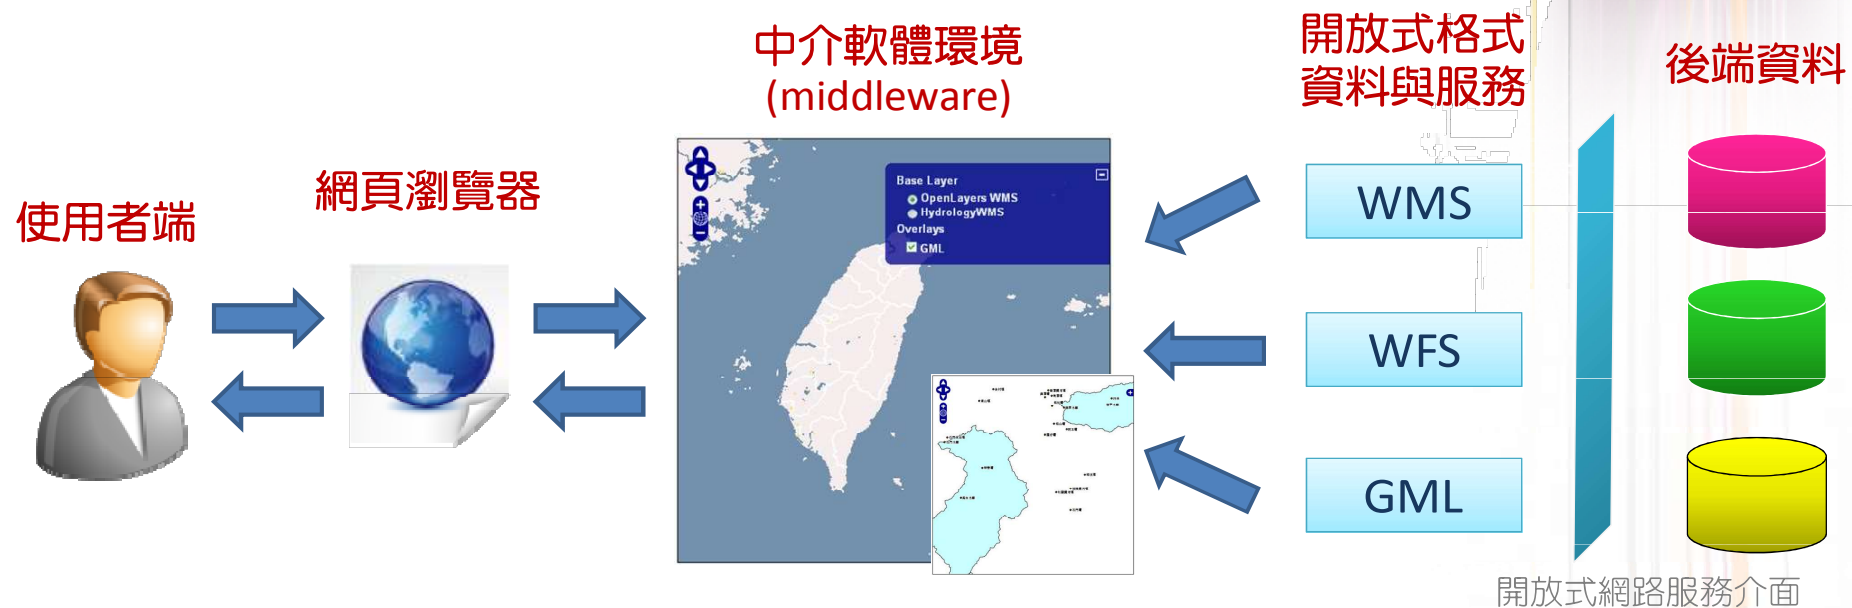 中介軟體環境
(middleware)
開放式格式
資料與服務
後端資料
網頁瀏覽器
使用者端
Base Layer
OpenLayers WMS
HydrologyWMS
Overlays
GML
WMS
WFS
GML
開放式網路服務介面